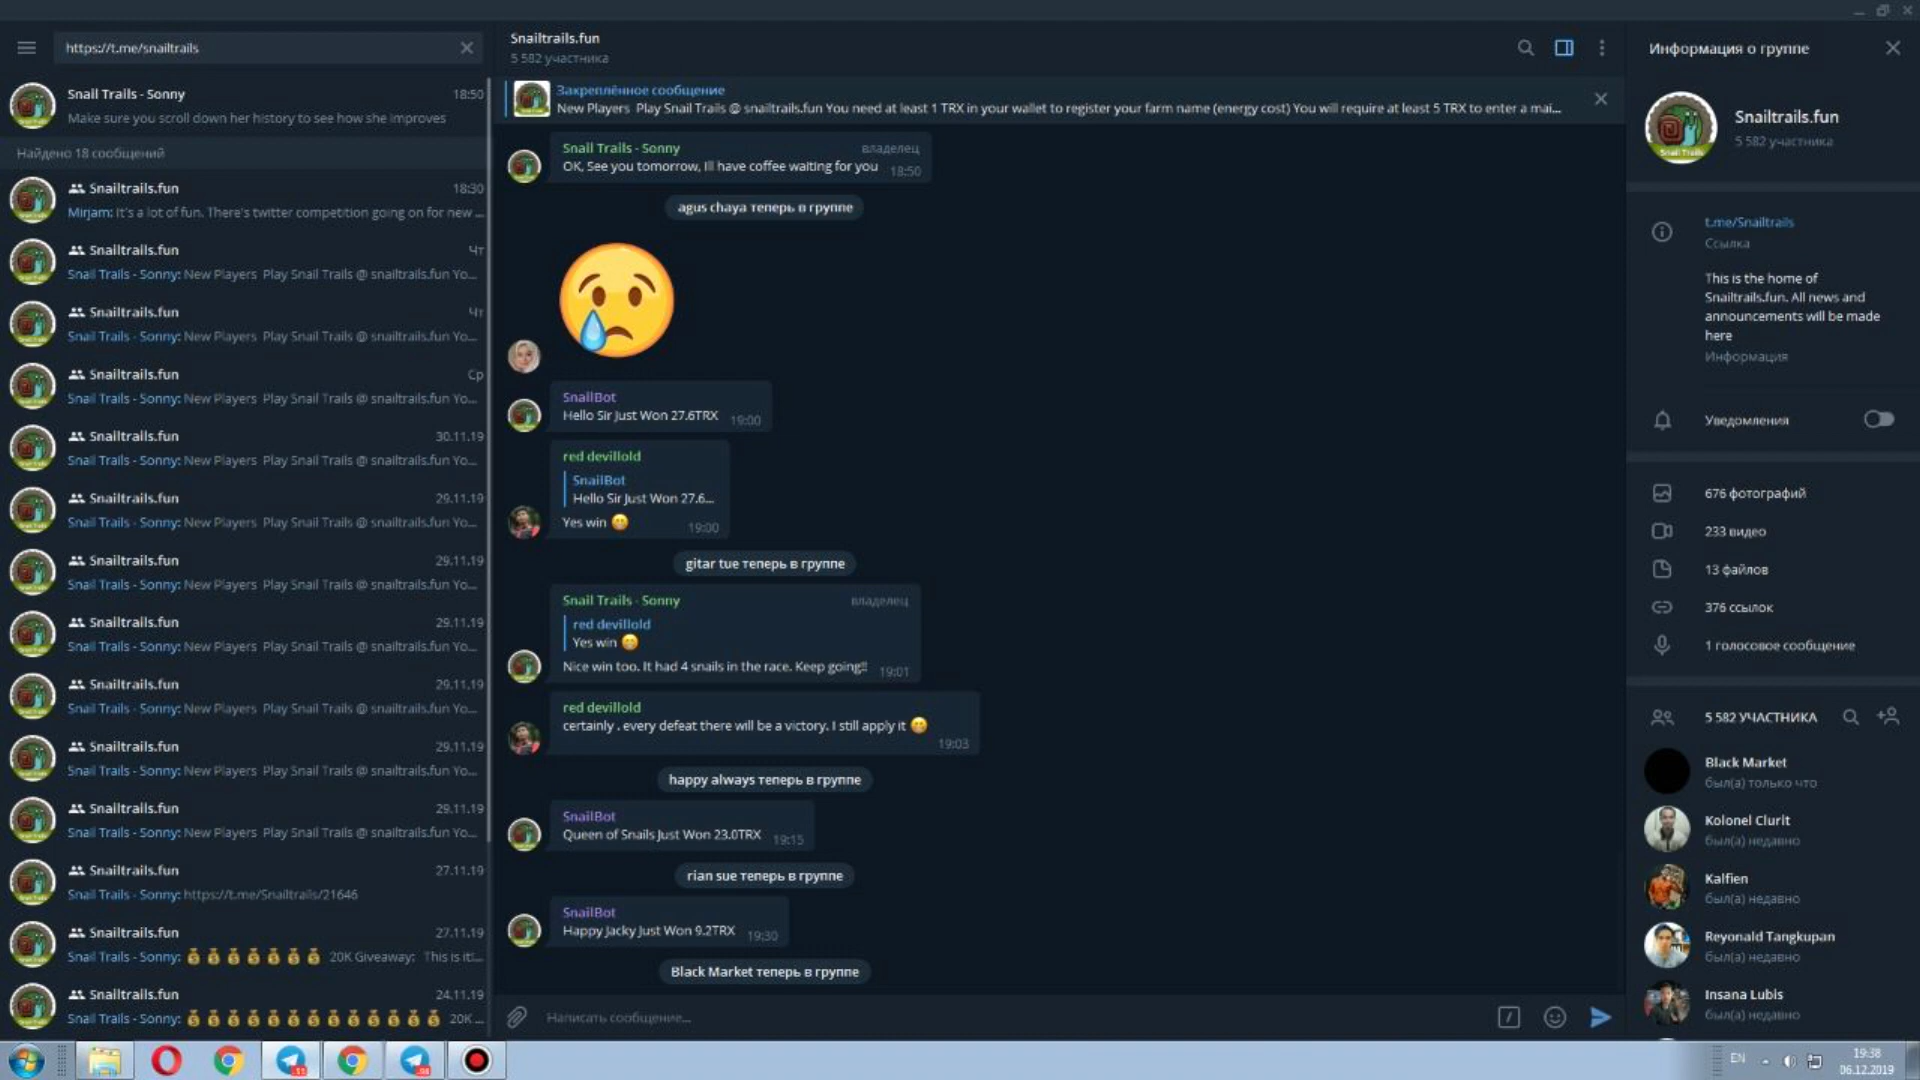 https://t.me/snailtrails
Snail Trails - Sonny 18:50
Make sure you scroll down her history to see how she improves
Найдено 18 сообщений
Snailtrails.fun 18:30
Mirjam: It's a lot of fun. There's twitter competition going on for new ...
Snailtrails.fun Чт
Snail Trails - Sonny: New Players Play Snail Trails @ snailtrails.fun Yo...
Snailtrails.fun Чт
Snail Trails - Sonny: New Players Play Snail Trails @ snailtrails.fun Yo...
Snailtrails.fun Ср
Snail Trails - Sonny: New Players Play Snail Trails @ snailtrails.fun Yo...
Snailtrails.fun 30.11.19
Snail Trails - Sonny: New Players Play Snail Trails @ snailtrails.fun Yo...
Snailtrails.fun 29.11.19
Snail Trails - Sonny: New Players Play Snail Trails @ snailtrails.fun Yo...
Snailtrails.fun 29.11.19
Snail Trails - Sonny: New Players Play Snail Trails @ snailtrails.fun Yo...
Snailtrails.fun 29.11.19
Snail Trails - Sonny: New Players Play Snail Trails @ snailtrails.fun Yo...
Snailtrails.fun 29.11.19
Snail Trails - Sonny: New Players Play Snail Trails @ snailtrails.fun Yo...
Snailtrails.fun 29.11.19
Snail Trails - Sonny: New Players Play Snail Trails @ snailtrails.fun Yo...
Snailtrails.fun 29.11.19
Snail Trails - Sonny: New Players Play Snail Trails @ snailtrails.fun Yo...
Snailtrails.fun 27.11.19
Snail Trails - Sonny: https://t.me/Snailtrails/21646
Snailtrails.fun 27.11.19
Snail Trails - Sonny: 💰💰💰💰💰💰💰 20K Giveaway: This is it!...
Snailtrails.fun 24.11.19
Snail Trails - Sonny: 💰💰💰💰💰💰💰💰💰💰💰💰💰 20K ...
Snailtrails.fun
5 582 участника
Закреплённое сообщение
New Players Play Snail Trails @ snailtrails.fun You need at least 1 TRX in your wallet to register your farm name (energy cost) You will require at least 5 TRX to enter a mai...
Snail Trails - Sonny владелец
OK, See you tomorrow, Ill have coffee waiting for you 18:50
agus chaya теперь в группе
😢
SnailBot
Hello Sir Just Won 27.6TRX 19:00
red devillold
SnailBot
Hello Sir Just Won 27.6...
Yes win 😁 19:00
gitar tue теперь в группе
Snail Trails - Sonny владелец
red devillold
Yes win 😁
Nice win too. It had 4 snails in the race. Keep going!! 19:01
red devillold
certainly . every defeat there will be a victory. I still apply it 😁 19:03
happy always теперь в группе
SnailBot
Queen of Snails Just Won 23.0TRX 19:15
rian sue теперь в группе
SnailBot
Happy Jacky Just Won 9.2TRX 19:30
Black Market теперь в группе
Написать сообщение...
Информация о группе
Snailtrails.fun
5 582 участника
t.me/Snailtrails
Ссылка
This is the home of
Snailtrails.fun. All news and
announcements will be made
here
Информация
Уведомления
676 фотографий
233 видео
13 файлов
376 ссылок
1 голосовое сообщение
5 582 УЧАСТНИКА
Black Market
был(а) только что
Kolonel Clurit
был(а) недавно
Kalfien
был(а) недавно
Reyonald Tangkupan
был(а) недавно
Insana Lubis
был(а) недавно
EN
19:38
06.12.2019